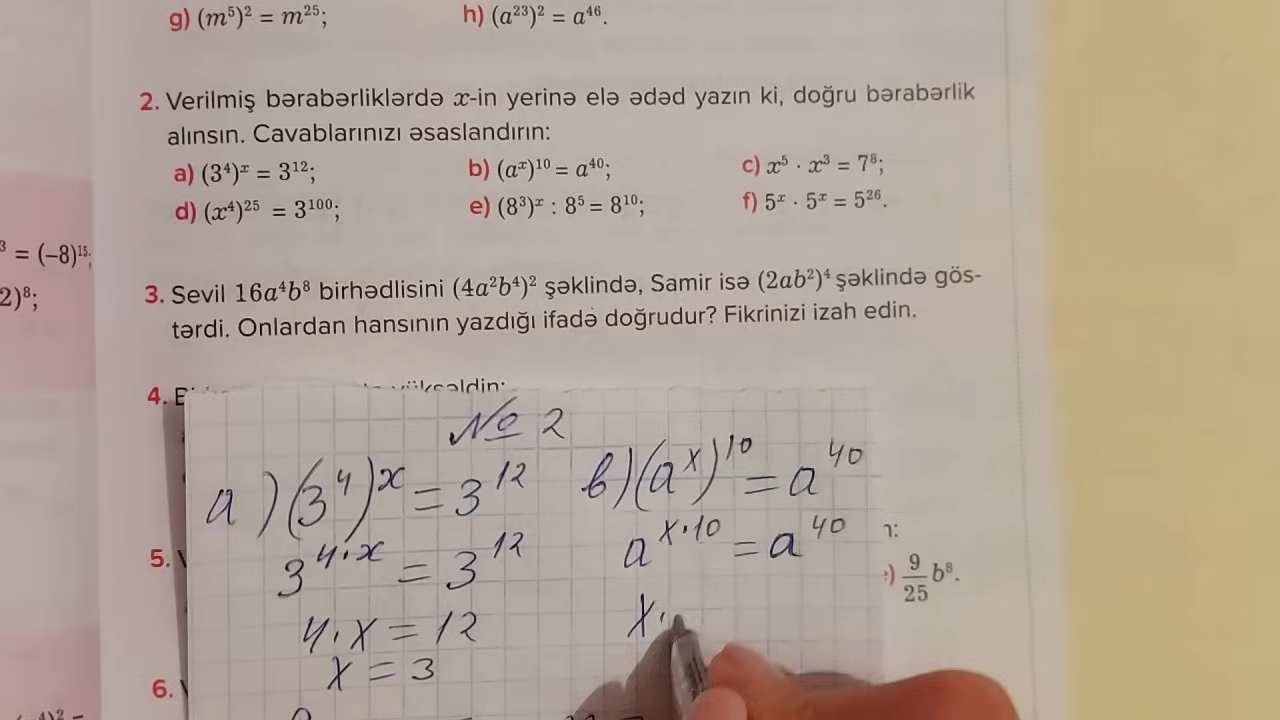 g) (m⁵)² = m²⁵; h) (a²³)² = a⁴⁶.
2. Verilmiş bərabərliklərdə x-in yerinə elə ədəd yazın ki, doğru bərabərlik
alınsın. Cavablarınızı əsaslandırın:
a) (3⁴)ˣ = 3¹²; b) (aˣ)¹⁰ = a⁴⁰; c) x⁵ · x³ = 7⁸;
d) (x⁴)²⁵ = 3¹⁰⁰; e) (8³)ˣ : 8⁵ = 8¹⁰; f) 5ˣ · 5ˣ = 5²⁶.
³ = (−8)¹⁵;
2)⁸;
3. Sevil 16a⁴b⁸ birhədlisini (4a²b⁴)² şəklində, Samir isə (2ab²)⁴ şəklində gös-
tərdi. Onlardan hansının yazdığı ifadə doğrudur? Fikrinizi izah edin.
4.
№ 2
a) (3⁴)ˣ = 3¹² b) (aˣ)¹⁰ = a⁴⁰
3⁴·ˣ = 3¹² aˣ·¹⁰ = a⁴⁰
5.
) 9/25 b⁸.
4·x = 12 x·
x = 3
6.